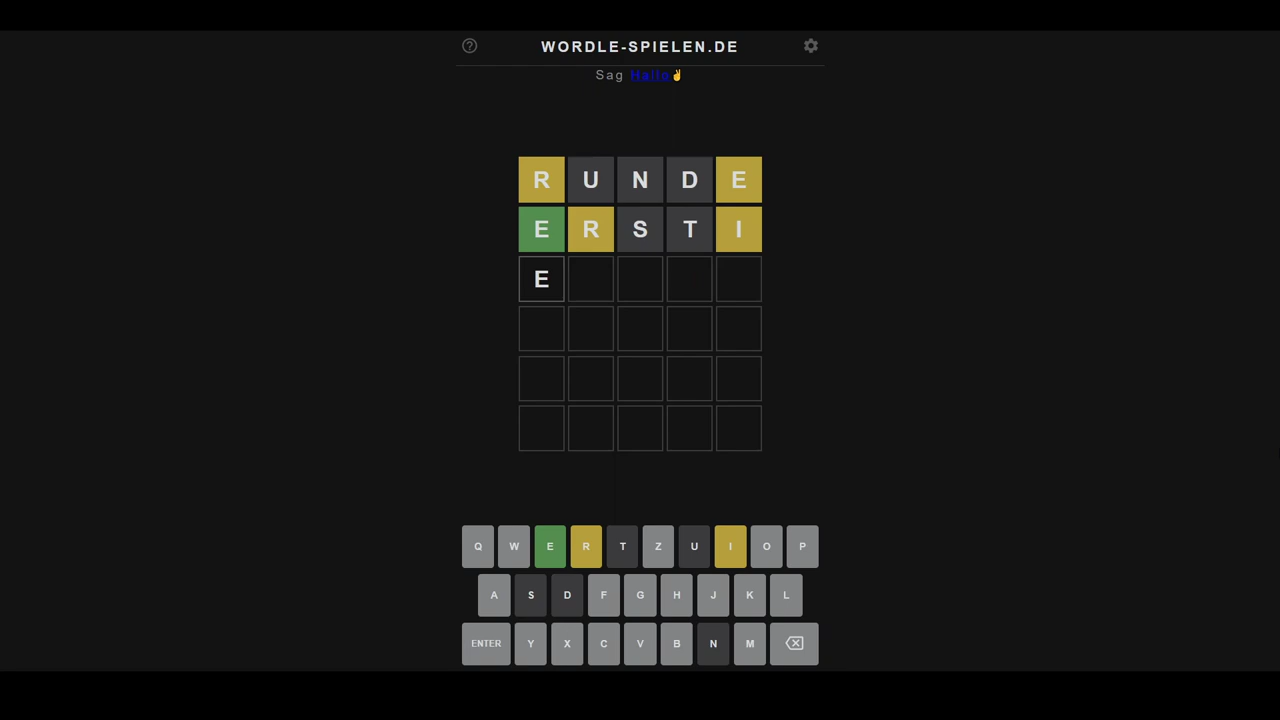 WORDLE-SPIELEN.DE
Sag Hallo✌
R U N D E
E R S T I
E
Q W E R T Z U I O P
A S D F G H J K L
ENTER Y X C V B N M